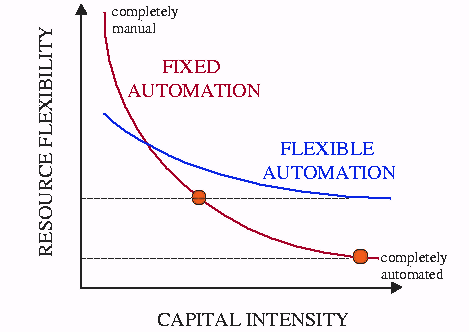 completely
manual
FIXED
AUTOMATION
FLEXIBLE
AUTOMATION
completely
automated
RESOURCE FLEXIBILITY
CAPITAL INTENSITY